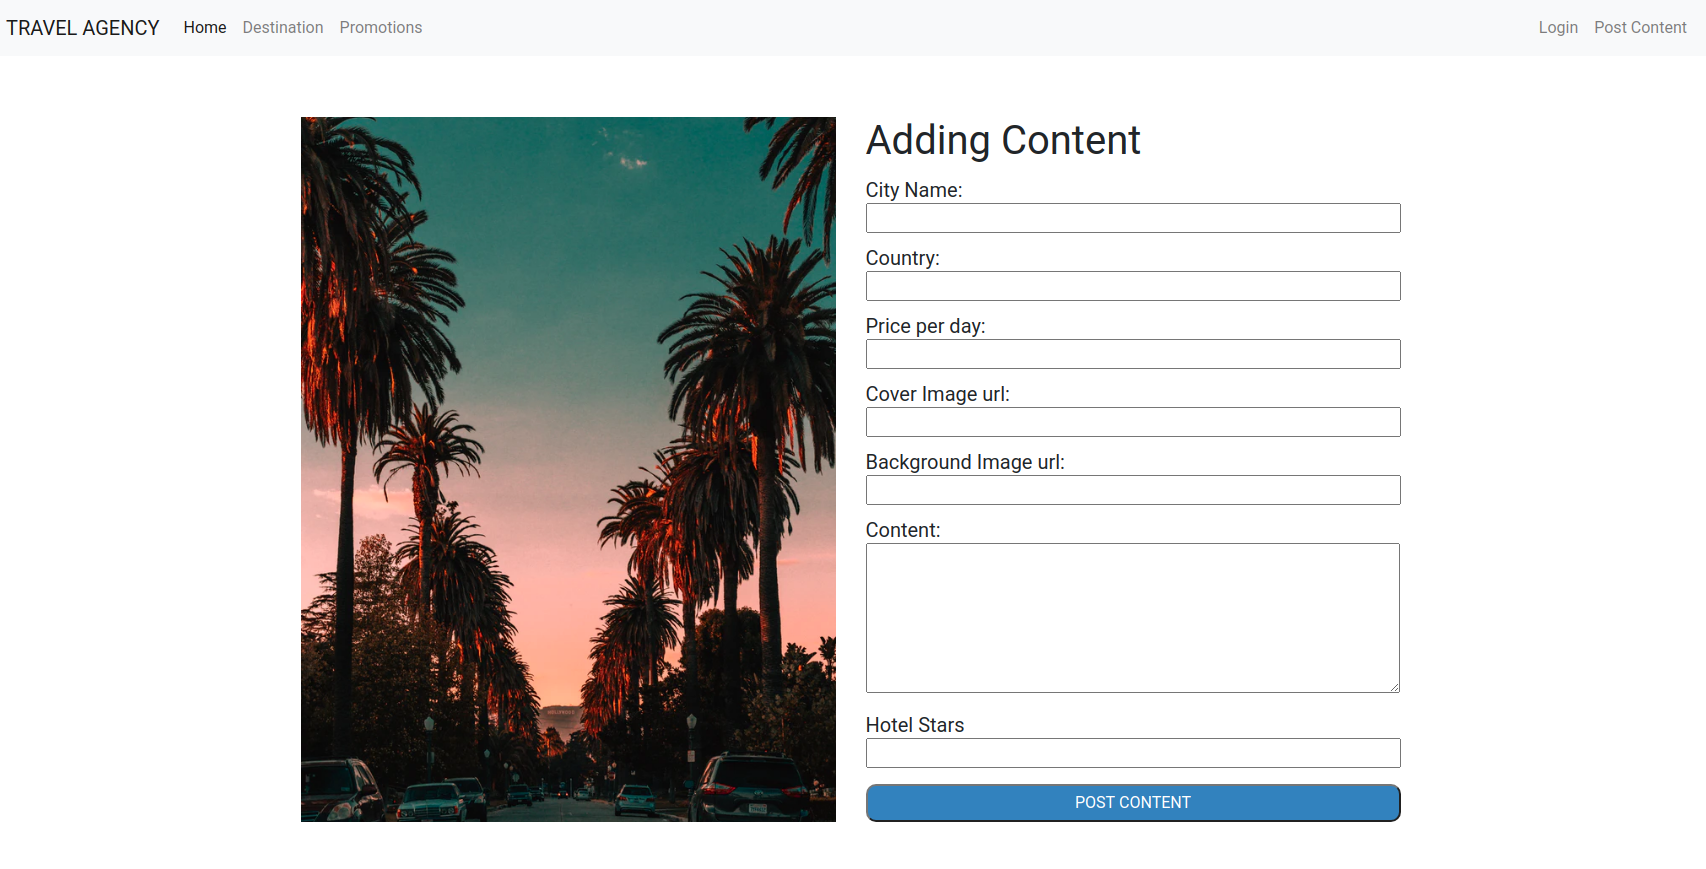 TRAVEL AGENCY Home Destination Promotions Login Post Content
Adding Content
City Name:
Country:
Price per day:
Cover Image url:
Background Image url:
Content:
Hotel Stars
POST CONTENT